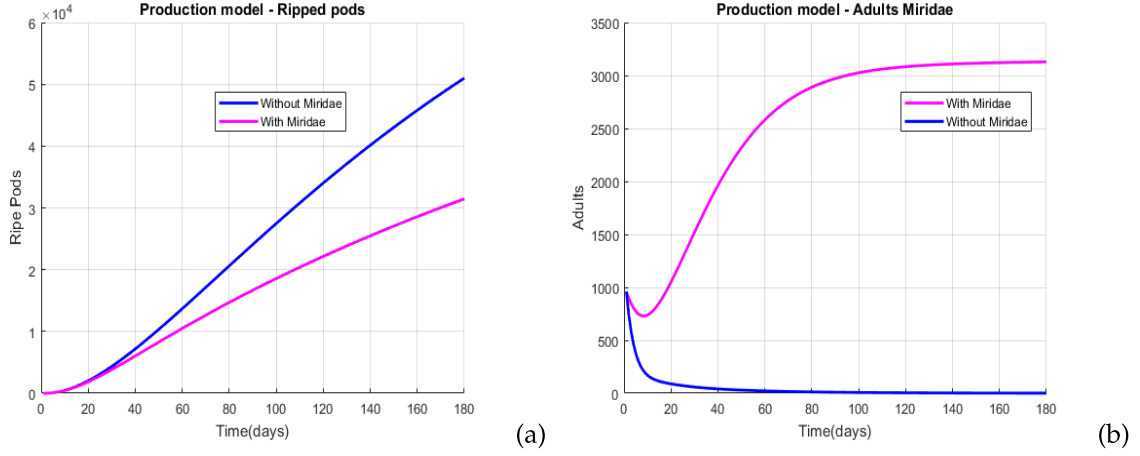 Production model - Ripped pods
×10⁴
6
5
4
3
2
1
0
Ripe Pods
Without Miridae
With Miridae
0 20 40 60 80 100 120 140 160 180
Time(days)
(a)
Production model - Adults Miridae
3500
3000
2500
2000
1500
1000
500
0
Adults
With Miridae
Without Miridae
0 20 40 60 80 100 120 140 160 180
Time(days)
(b)